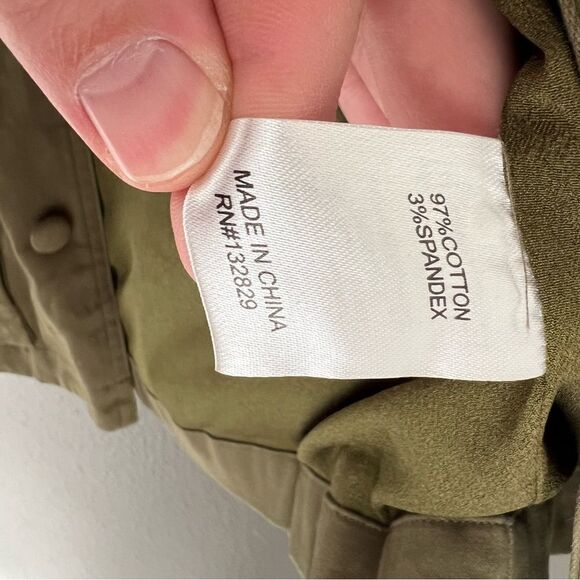 97%COTTON
3%SPANDEX
MADE IN CHINA
RN#132829